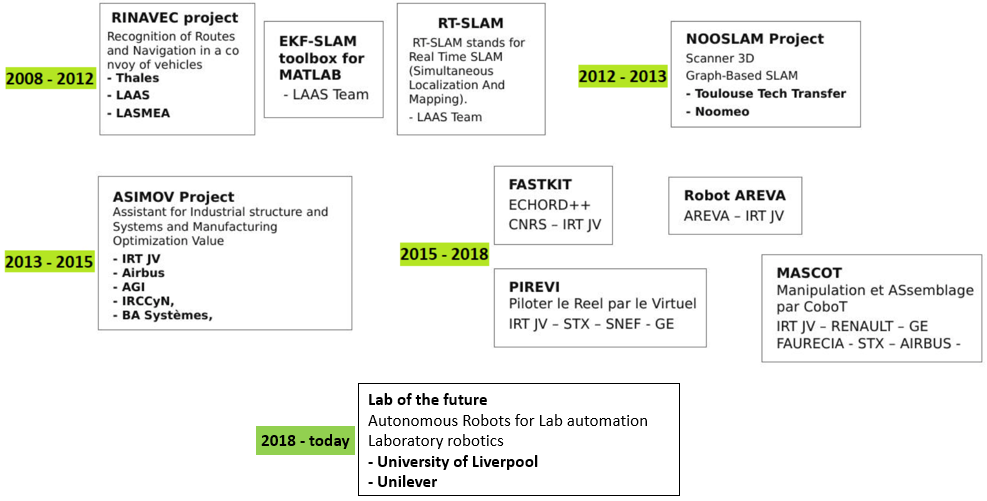 2008 - 2012
RINAVEC project
Recognition of Routes
and Navigation in a co
nvoy of vehicles
- Thales
- LAAS
- LASMEA
EKF-SLAM
toolbox for
MATLAB
- LAAS Team
RT-SLAM
RT-SLAM stands for
Real Time SLAM
(Simultaneous
Localization And
Mapping).
- LAAS Team
2012 - 2013
NOOSLAM Project
Scanner 3D
Graph-Based SLAM
- Toulouse Tech Transfer
- Noomeo
2013 - 2015
ASIMOV Project
Assistant for Industrial structure and
Systems and Manufacturing
Optimization Value
- IRT JV
- Airbus
- AGI
- IRCCyN,
- BA Systèmes,
2015 - 2018
FASTKIT
ECHORD++
CNRS – IRT JV
Robot AREVA
AREVA – IRT JV
PIREVI
Piloter le Reel par le Virtuel
IRT JV – STX – SNEF - GE
MASCOT
Manipulation et ASsemblage
par CoboT
IRT JV – RENAULT – GE
FAURECIA - STX – AIRBUS -
2018 - today
Lab of the future
Autonomous Robots for Lab automation
Laboratory robotics
- University of Liverpool
- Unilever